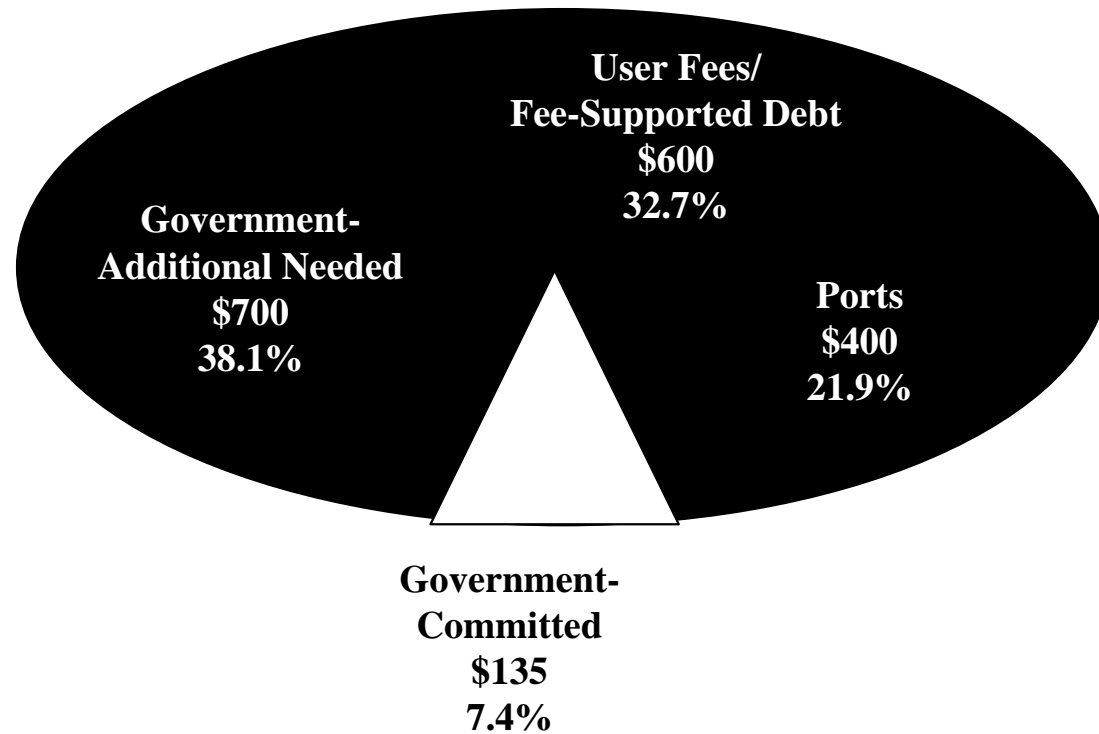 User Fees/
Fee-Supported Debt
$600
32.7%
Government-
Additional Needed
$700
38.1%
Ports
$400
21.9%
Government-
Committed
$135
7.4%